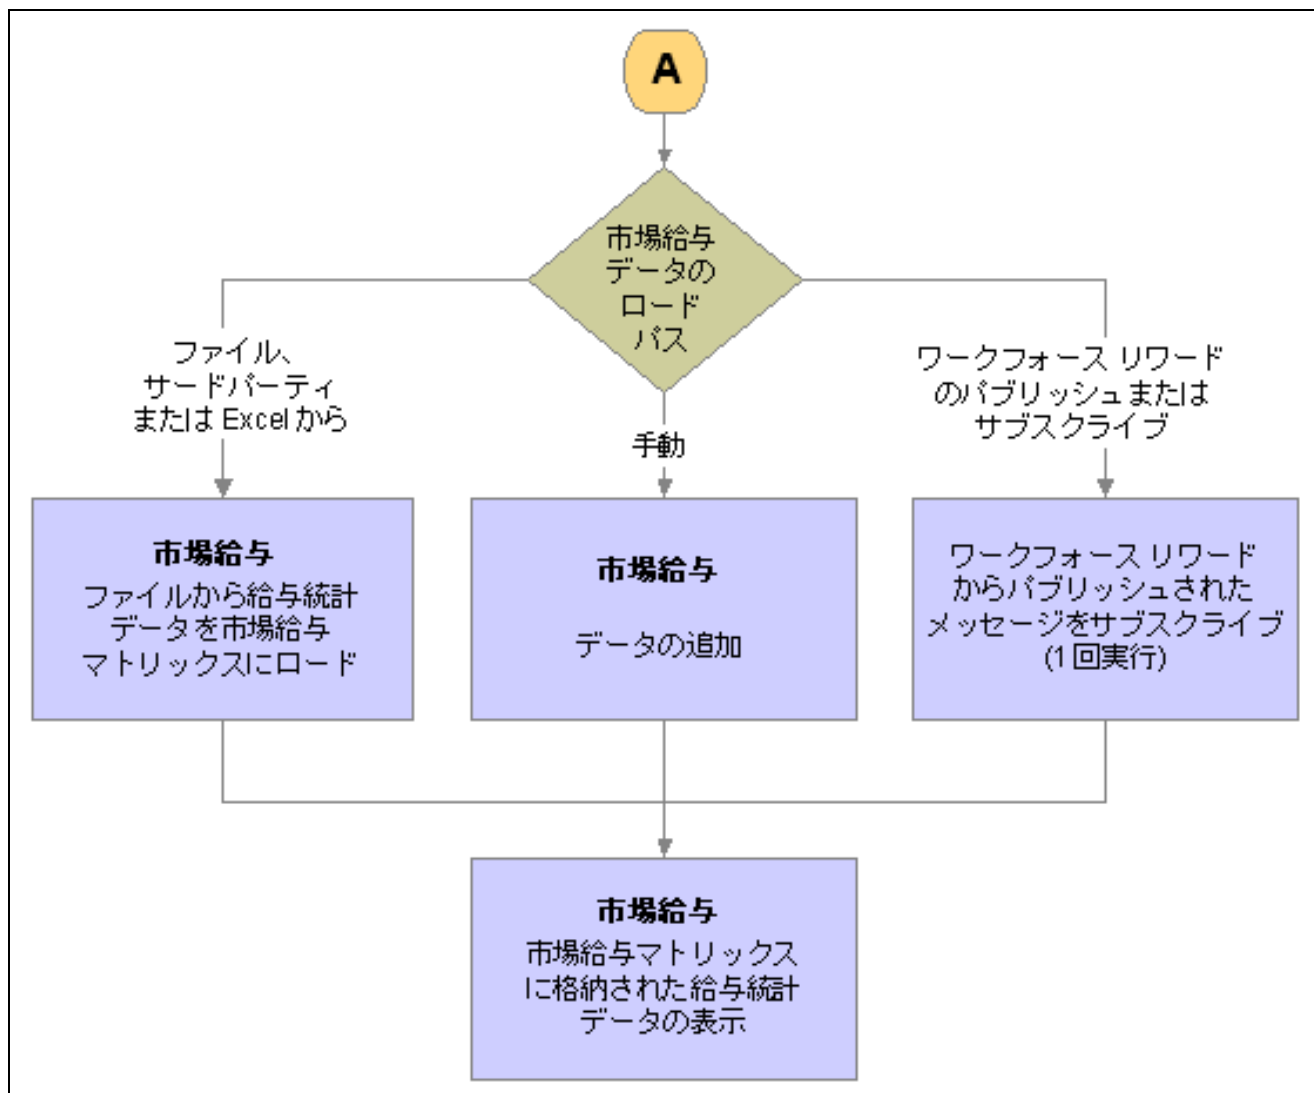 A
市場給与
データの
ロード
パス
ファイル、
サードパーティ
または Excel から
手動
ワークフォース リワード
のパブリッシュ または
サブスクライブ
市場給与
ファイルから給与統計
データを市場給与
マトリックスにロード
市場給与
データの追加
ワークフォース リワード
からパブリッシュされた
メッセージをサブスクライブ
(1 回実行)
市場給与
市場給与マトリックス
に格納された給与統計
データの表示